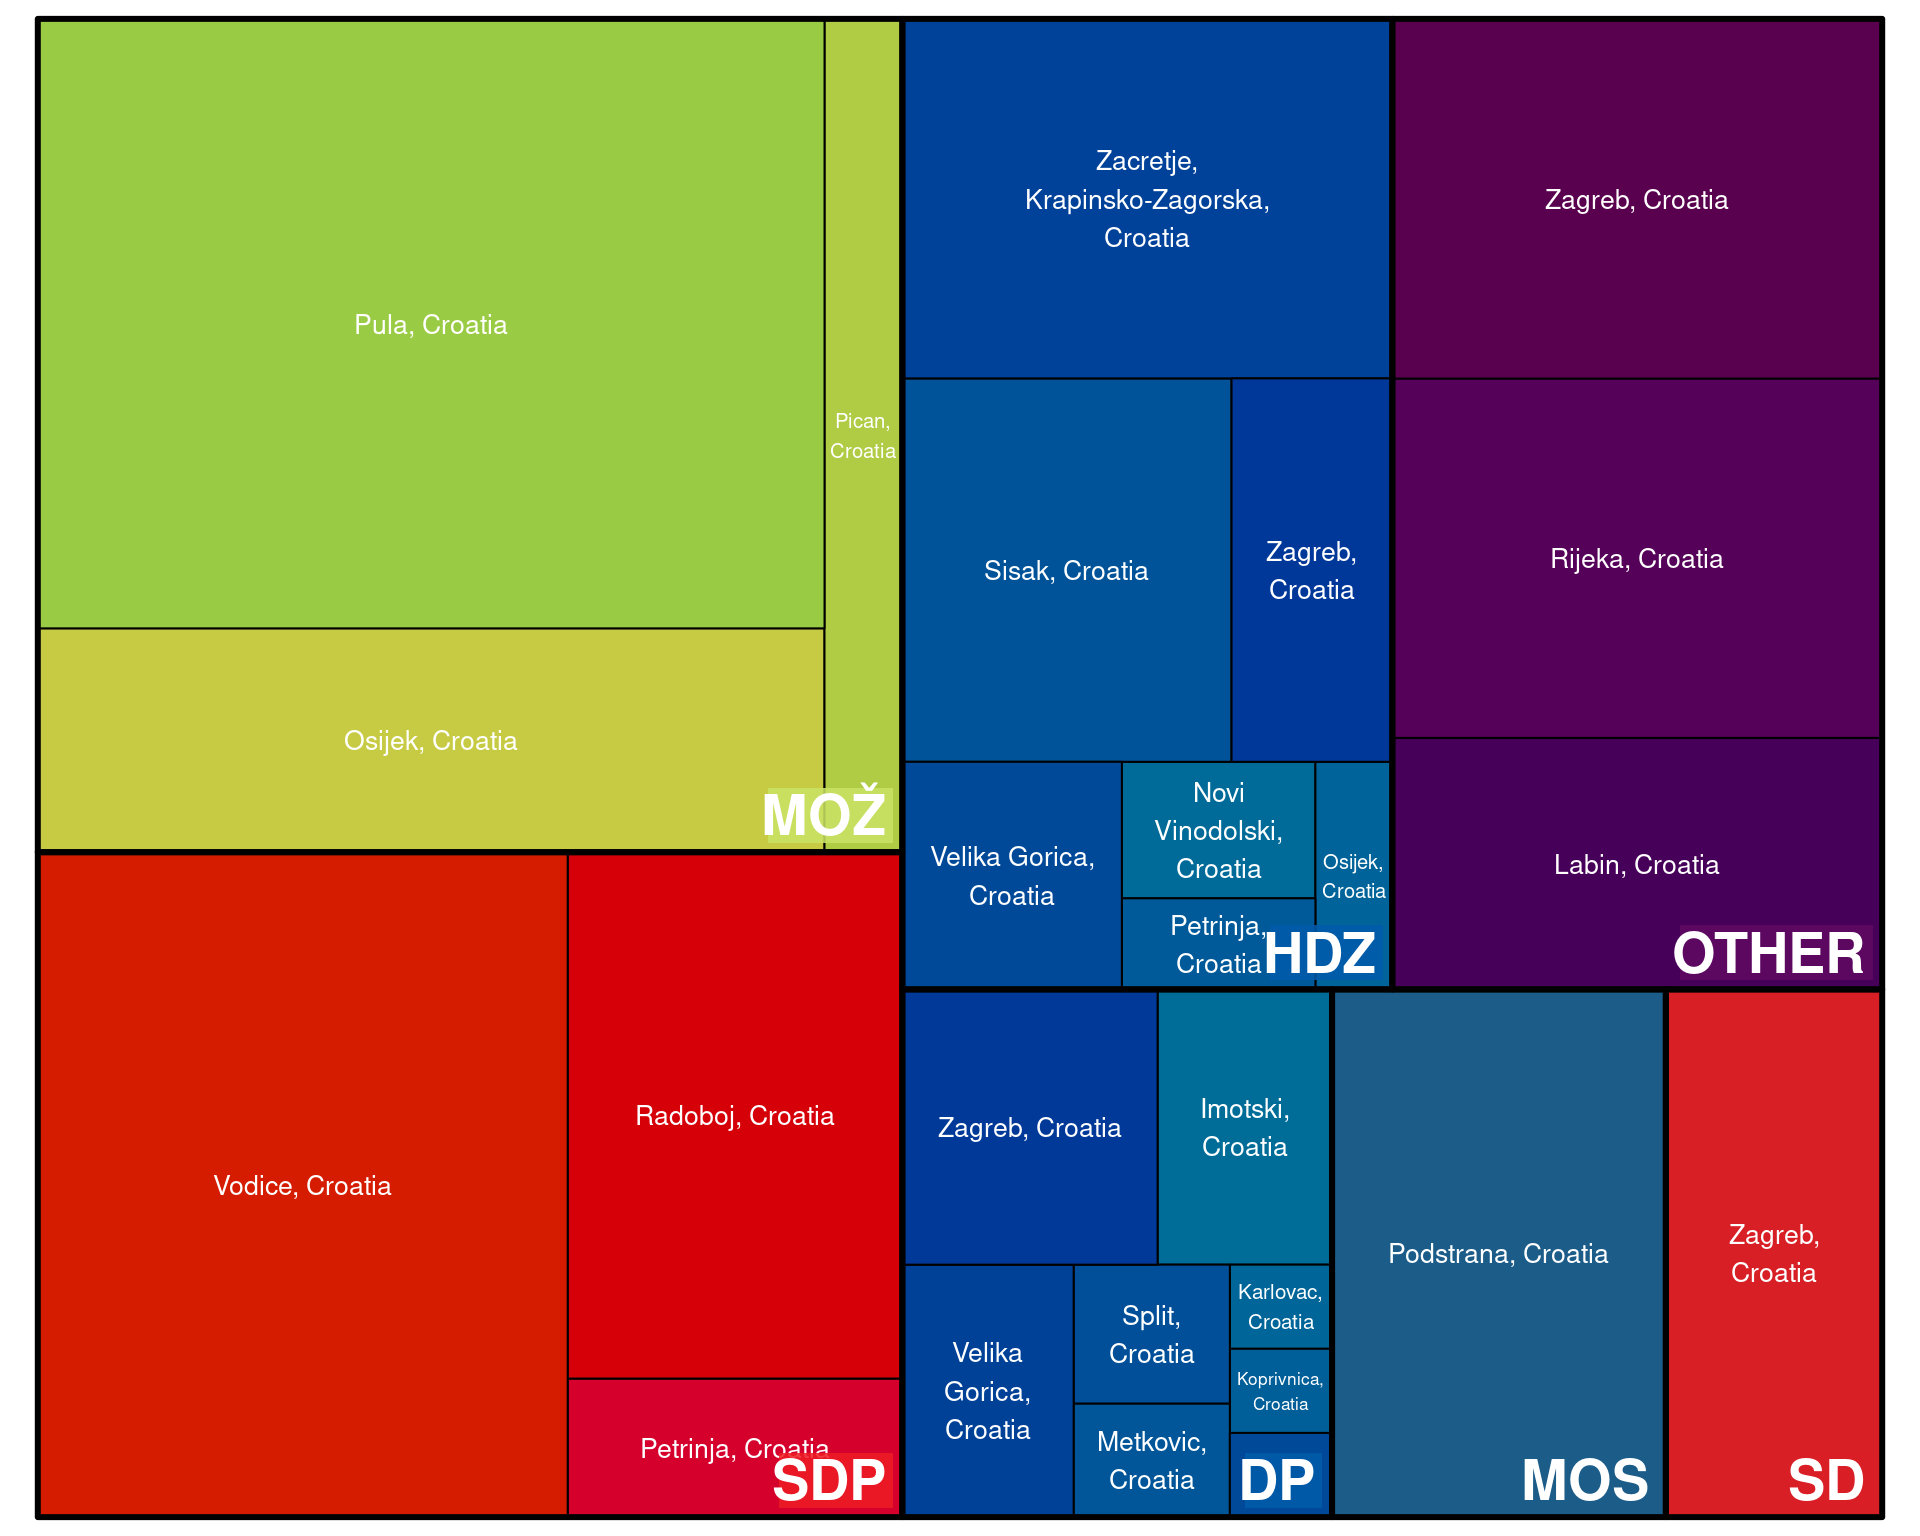 Pula, Croatia
Pican,
Croatia
Osijek, Croatia
MOŽ
Vodice, Croatia
Radoboj, Croatia
Petrinja, Croatia
SDP
Zacretje,
Krapinsko-Zagorska,
Croatia
Sisak, Croatia
Zagreb,
Croatia
Velika Gorica,
Croatia
Novi
Vinodolski,
Croatia
Petrinja,
Croatia
Osijek,
Croatia
HDZ
Zagreb, Croatia
Rijeka, Croatia
Labin, Croatia
OTHER
Zagreb, Croatia
Imotski,
Croatia
Velika
Gorica,
Croatia
Split,
Croatia
Metkovic,
Croatia
Karlovac,
Croatia
Koprivnica,
Croatia
DP
Podstrana, Croatia
MOS
Zagreb,
Croatia
SD